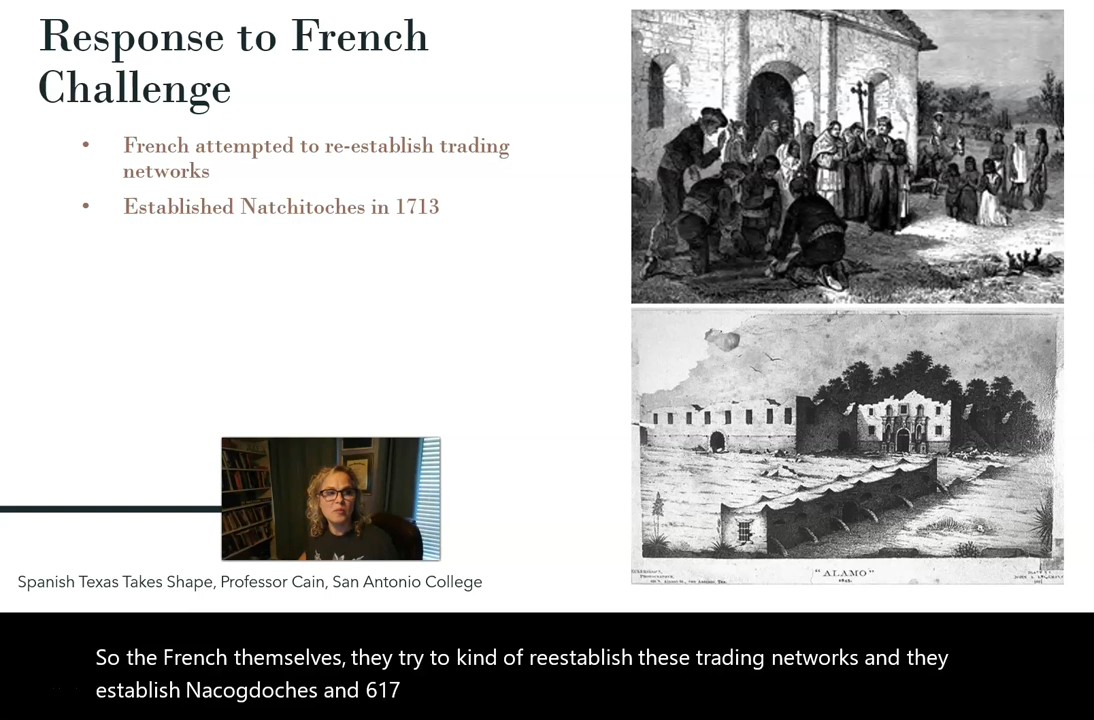 Response to French
Challenge
• French attempted to re-establish trading
networks
• Established Natchitoches in 1713
"ALAMO"
Spanish Texas Takes Shape, Professor Cain, San Antonio College
So the French themselves, they try to kind of reestablish these trading networks and they
establish Nacogdoches and 617